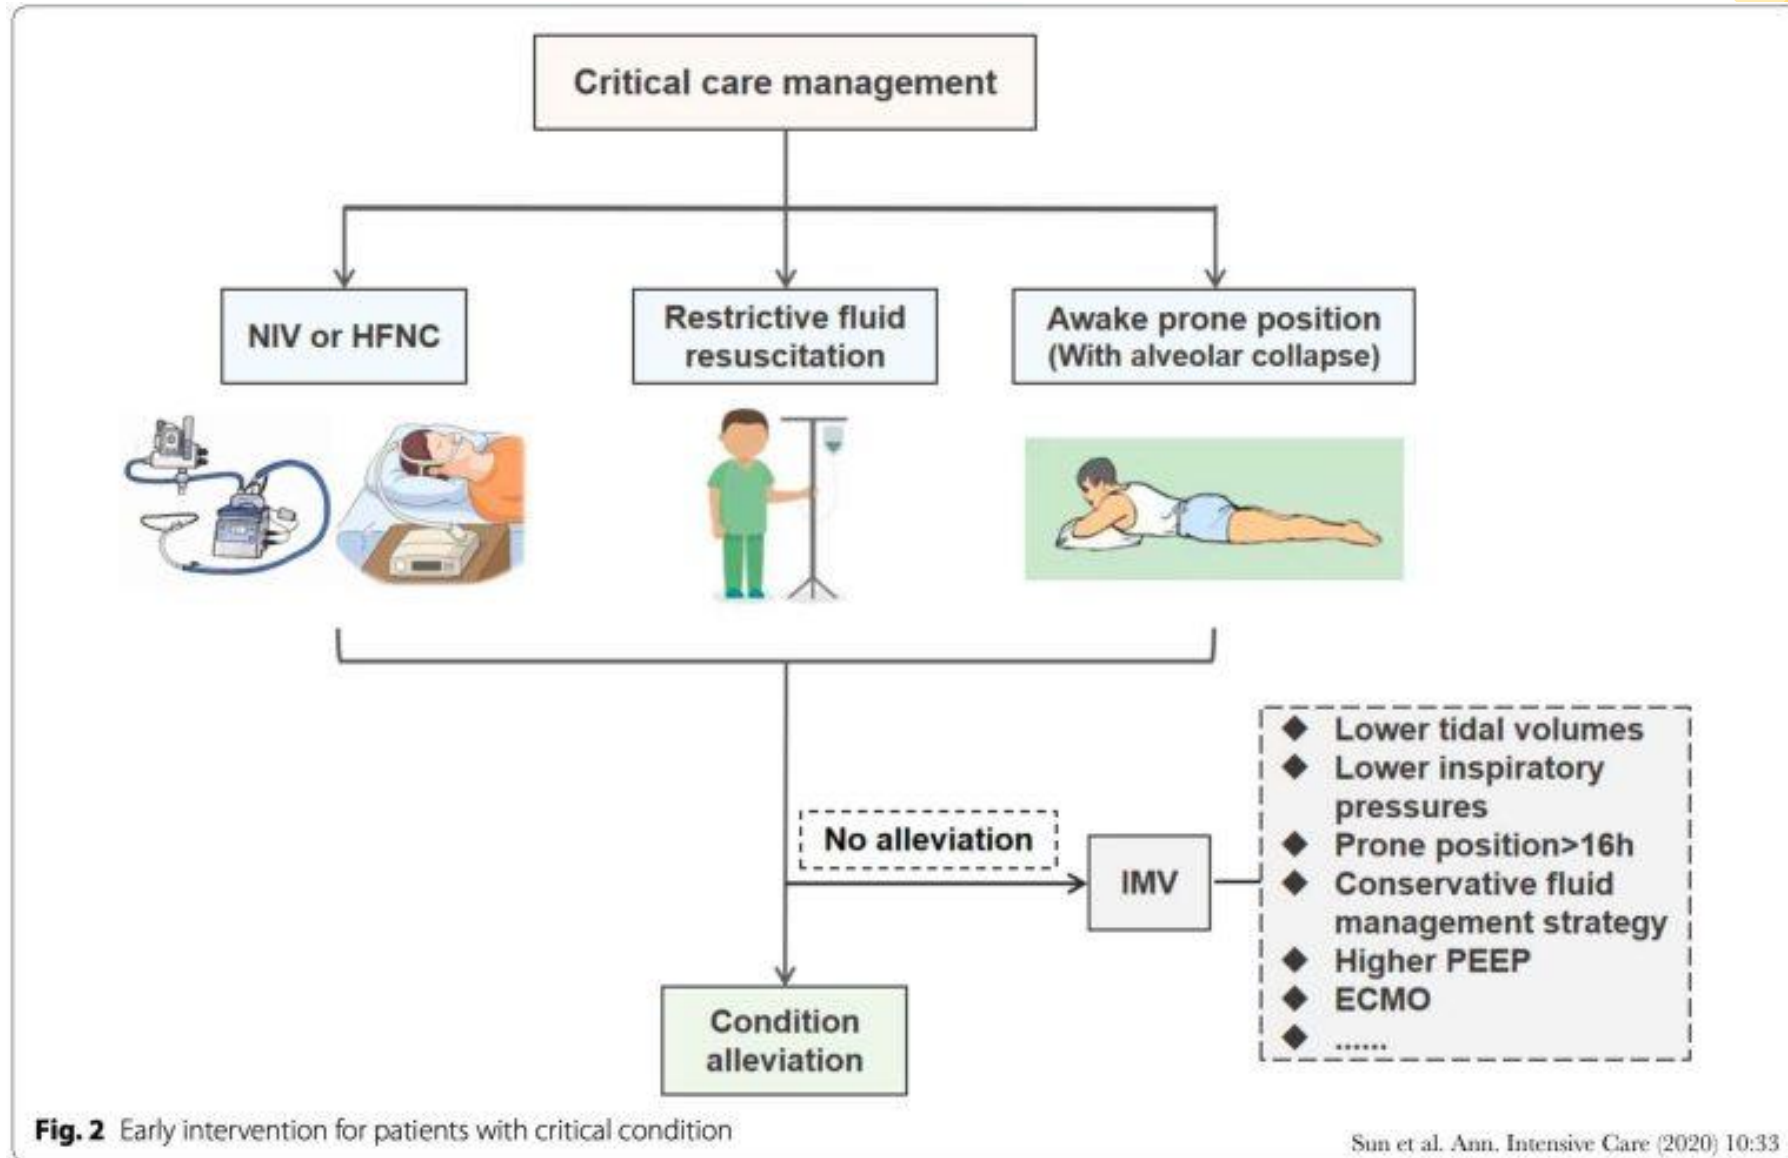 Critical care management
NIV or HFNC
Restrictive fluid
resuscitation
Awake prone position
(With alveolar collapse)
No alleviation
IMV
◆ Lower tidal volumes
◆ Lower inspiratory
pressures
◆ Prone position>16h
◆ Conservative fluid
management strategy
◆ Higher PEEP
◆ ECMO
◆ ......
Condition
alleviation
Fig. 2 Early intervention for patients with critical condition
Sun et al. Ann. Intensive Care (2020) 10:33